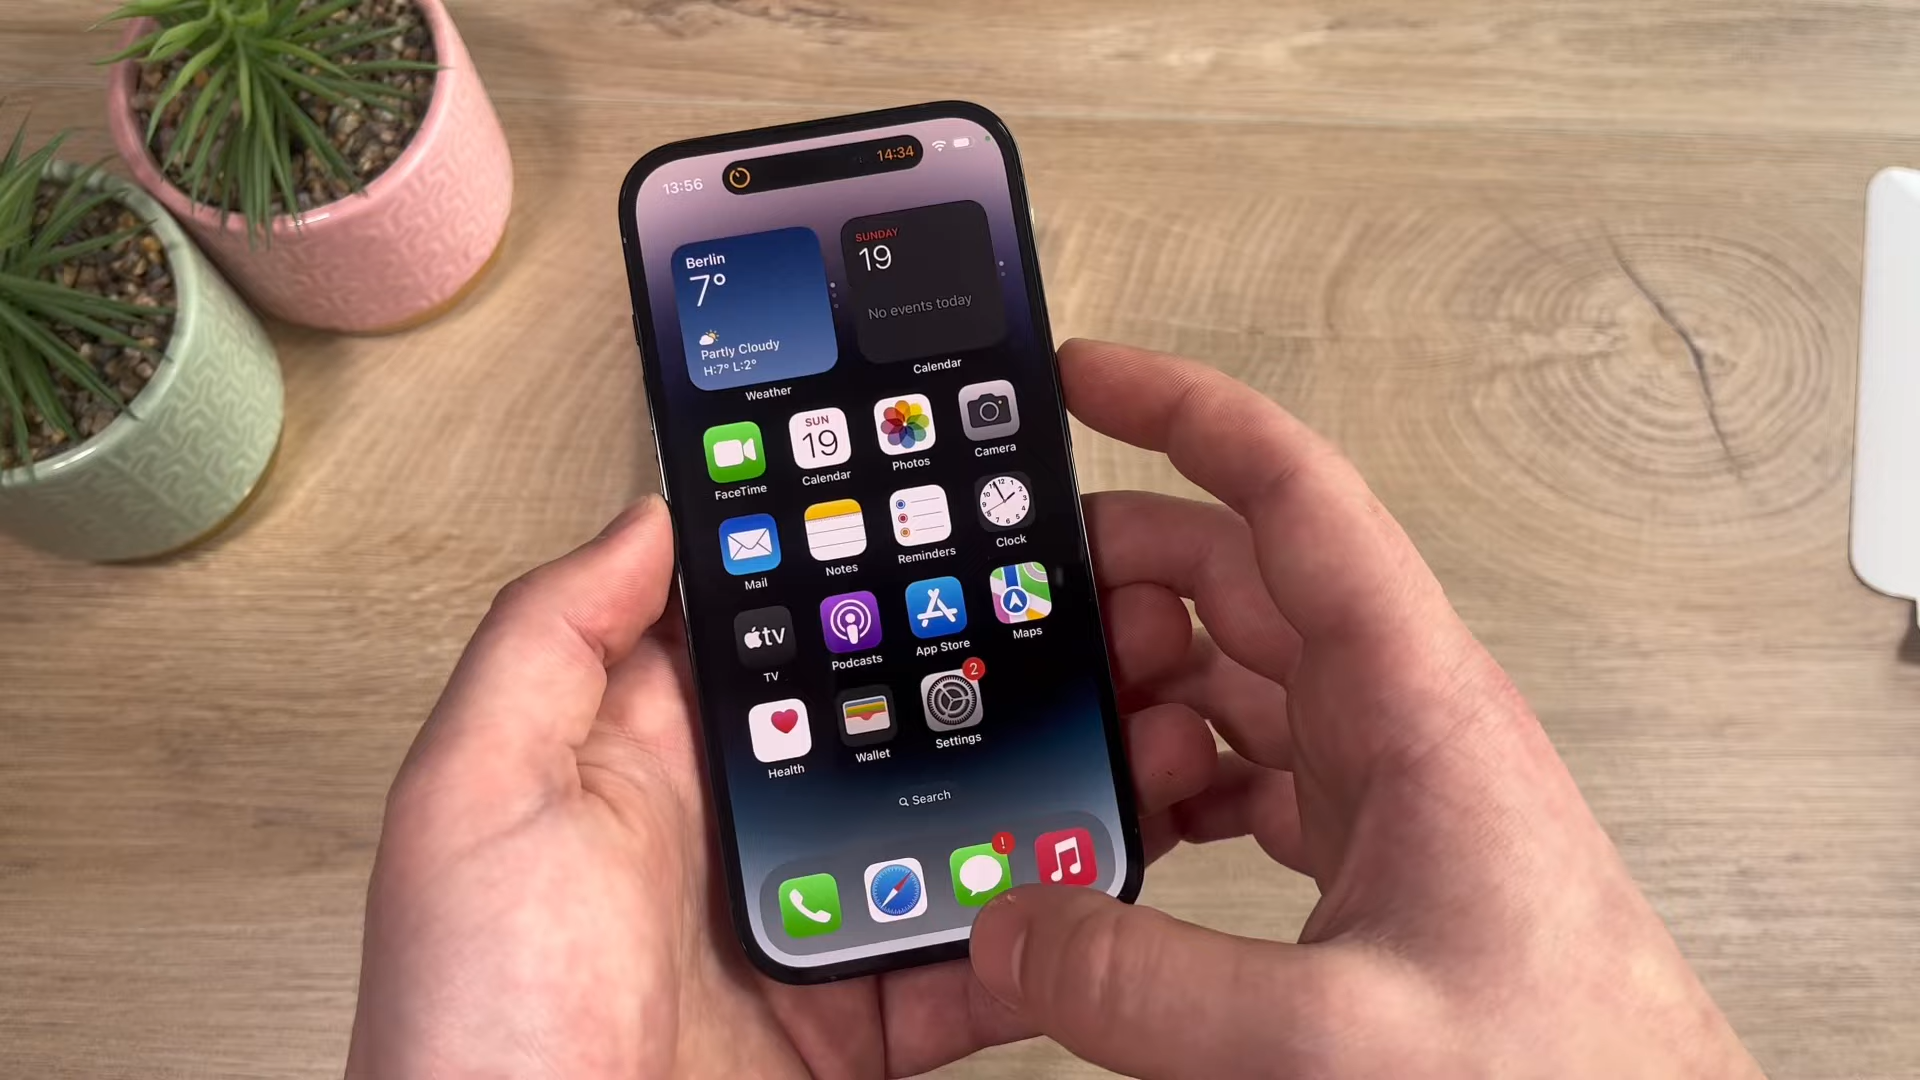 13:56
14:34
Berlin
7°
Partly Cloudy
H:7° L:2°
Weather
SUNDAY
19
No events today
Calendar
FaceTime
SUN
19
Calendar
Photos
Camera
Mail
Notes
Reminders
Clock
tv
TV
Podcasts
App Store
Maps
Health
Wallet
2
Settings
Search
!